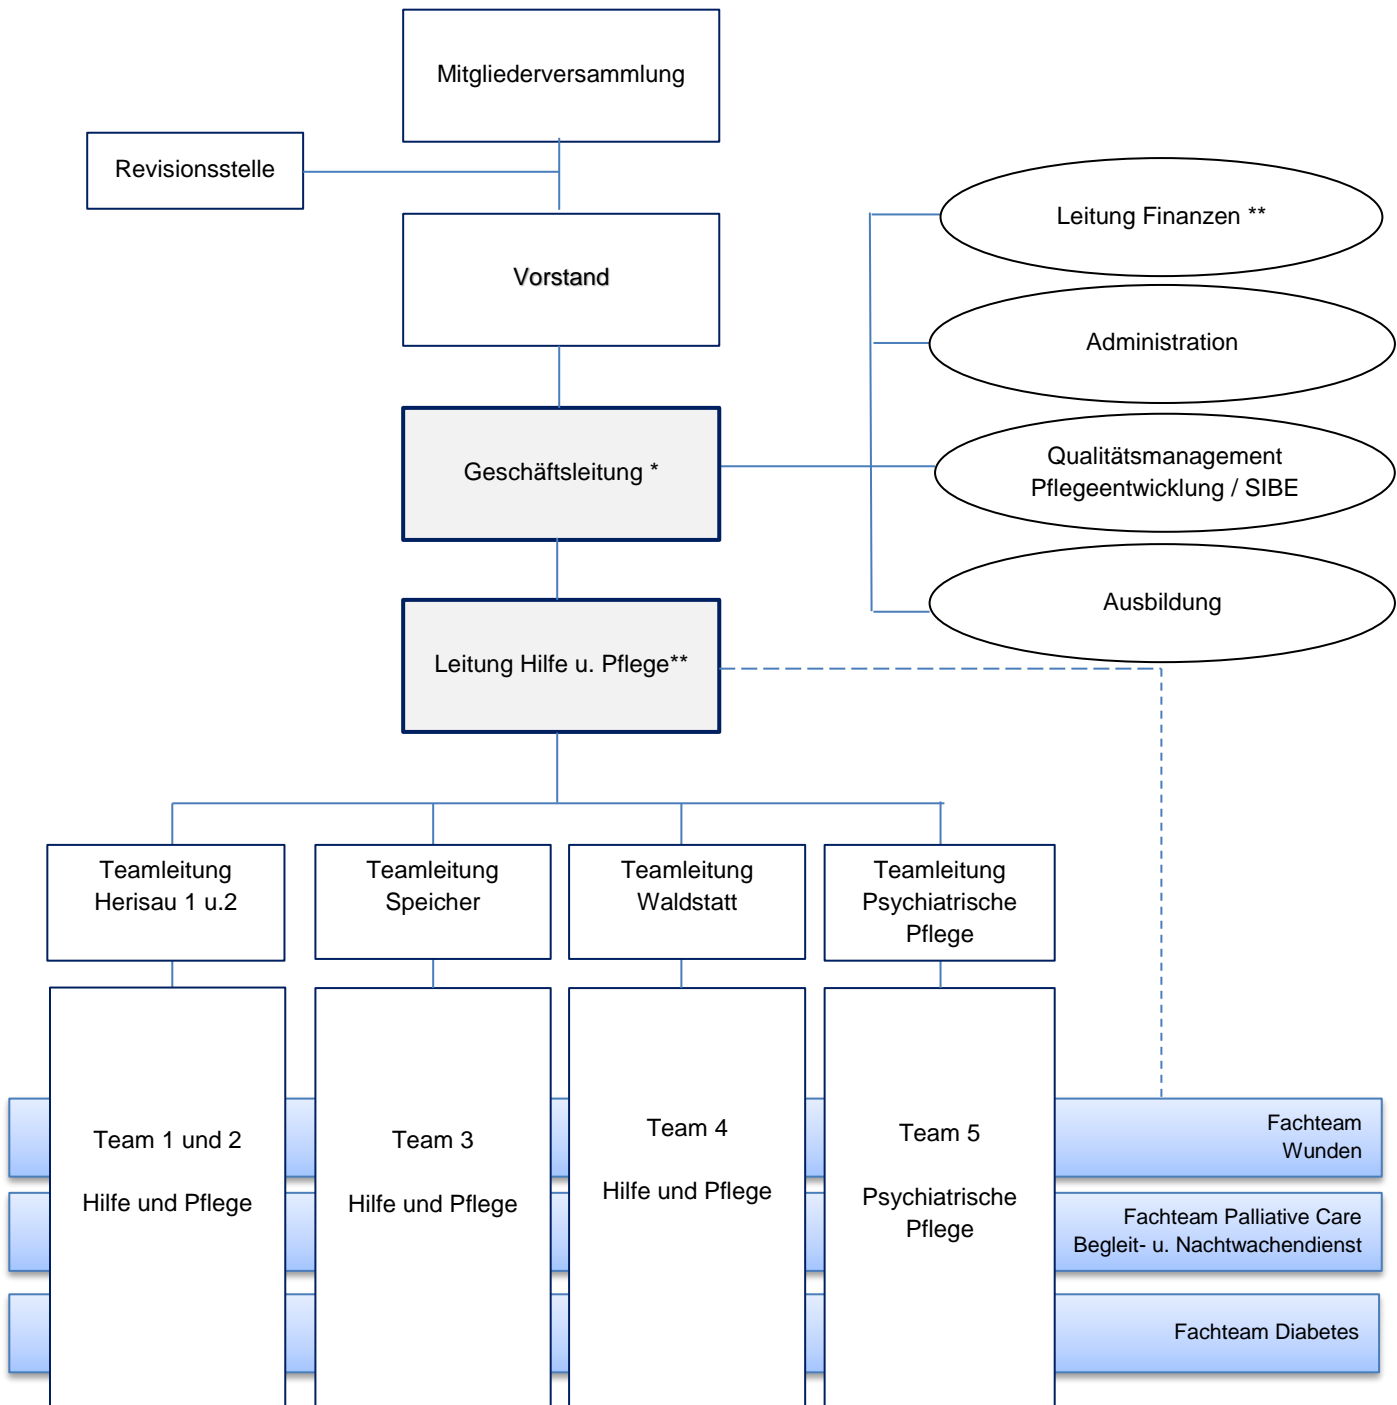 Mitgliederversammlung
Revisionsstelle
Leitung Finanzen **
Vorstand
Administration
Geschäftsleitung *
Qualitätsmanagement
Pflegeentwicklung / SIBE
Ausbildung
Leitung Hilfe u. Pflege**
Teamleitung
Herisau 1 u.2
Teamleitung
Speicher
Teamleitung
Waldstatt
Teamleitung
Psychiatrische
Pflege
Team 1 und 2
Hilfe und Pflege
Team 3
Hilfe und Pflege
Team 4
Hilfe und Pflege
Team 5
Psychiatrische
Pflege
Fachteam
Wunden
Fachteam Palliative Care
Begleit- u. Nachtwachendienst
Fachteam Diabetes